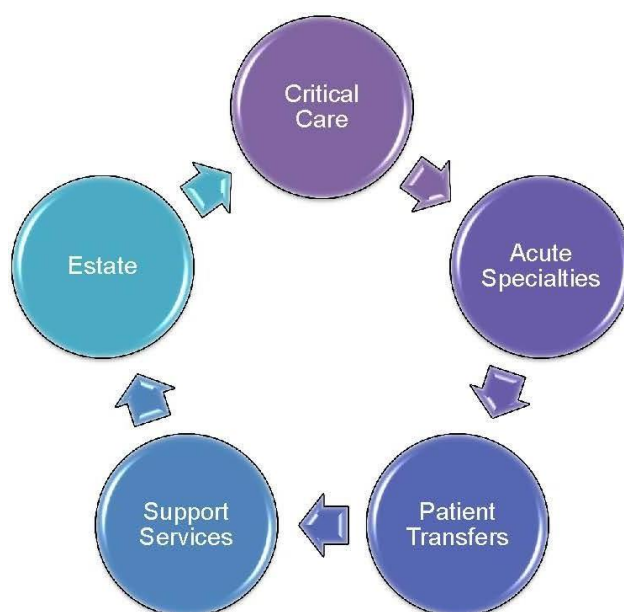 Critical
Care
Acute
Specialties
Patient
Transfers
Support
Services
Estate